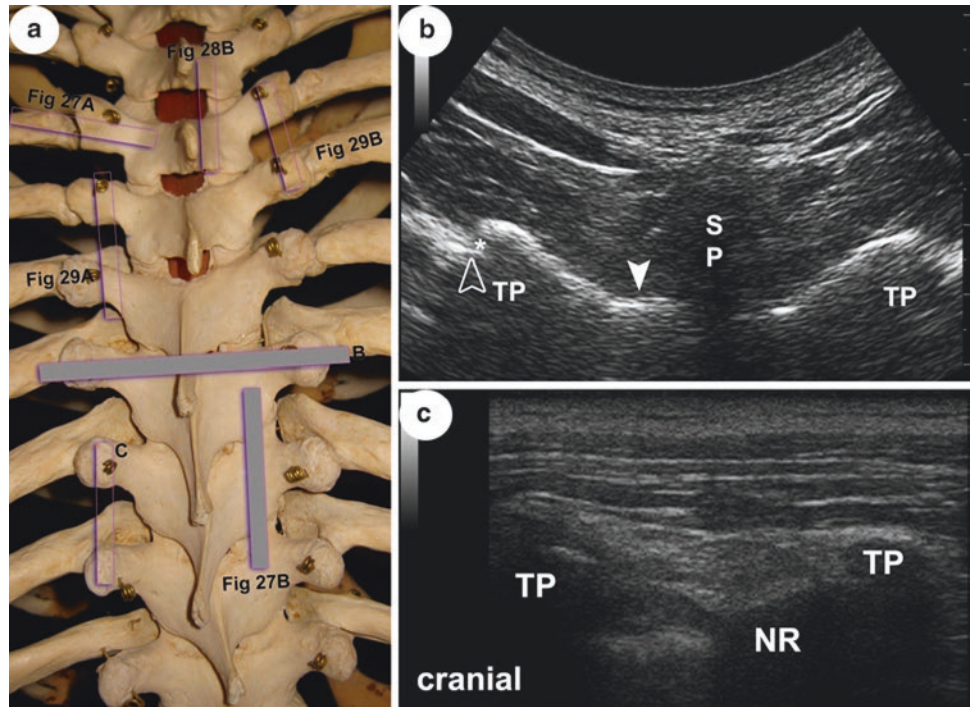 a
Fig 28B
Fig 27A
Fig 29B
Fig 29A
B
C
Fig 27B
b
S
P
*
TP
TP
c
TP
TP
NR
cranial